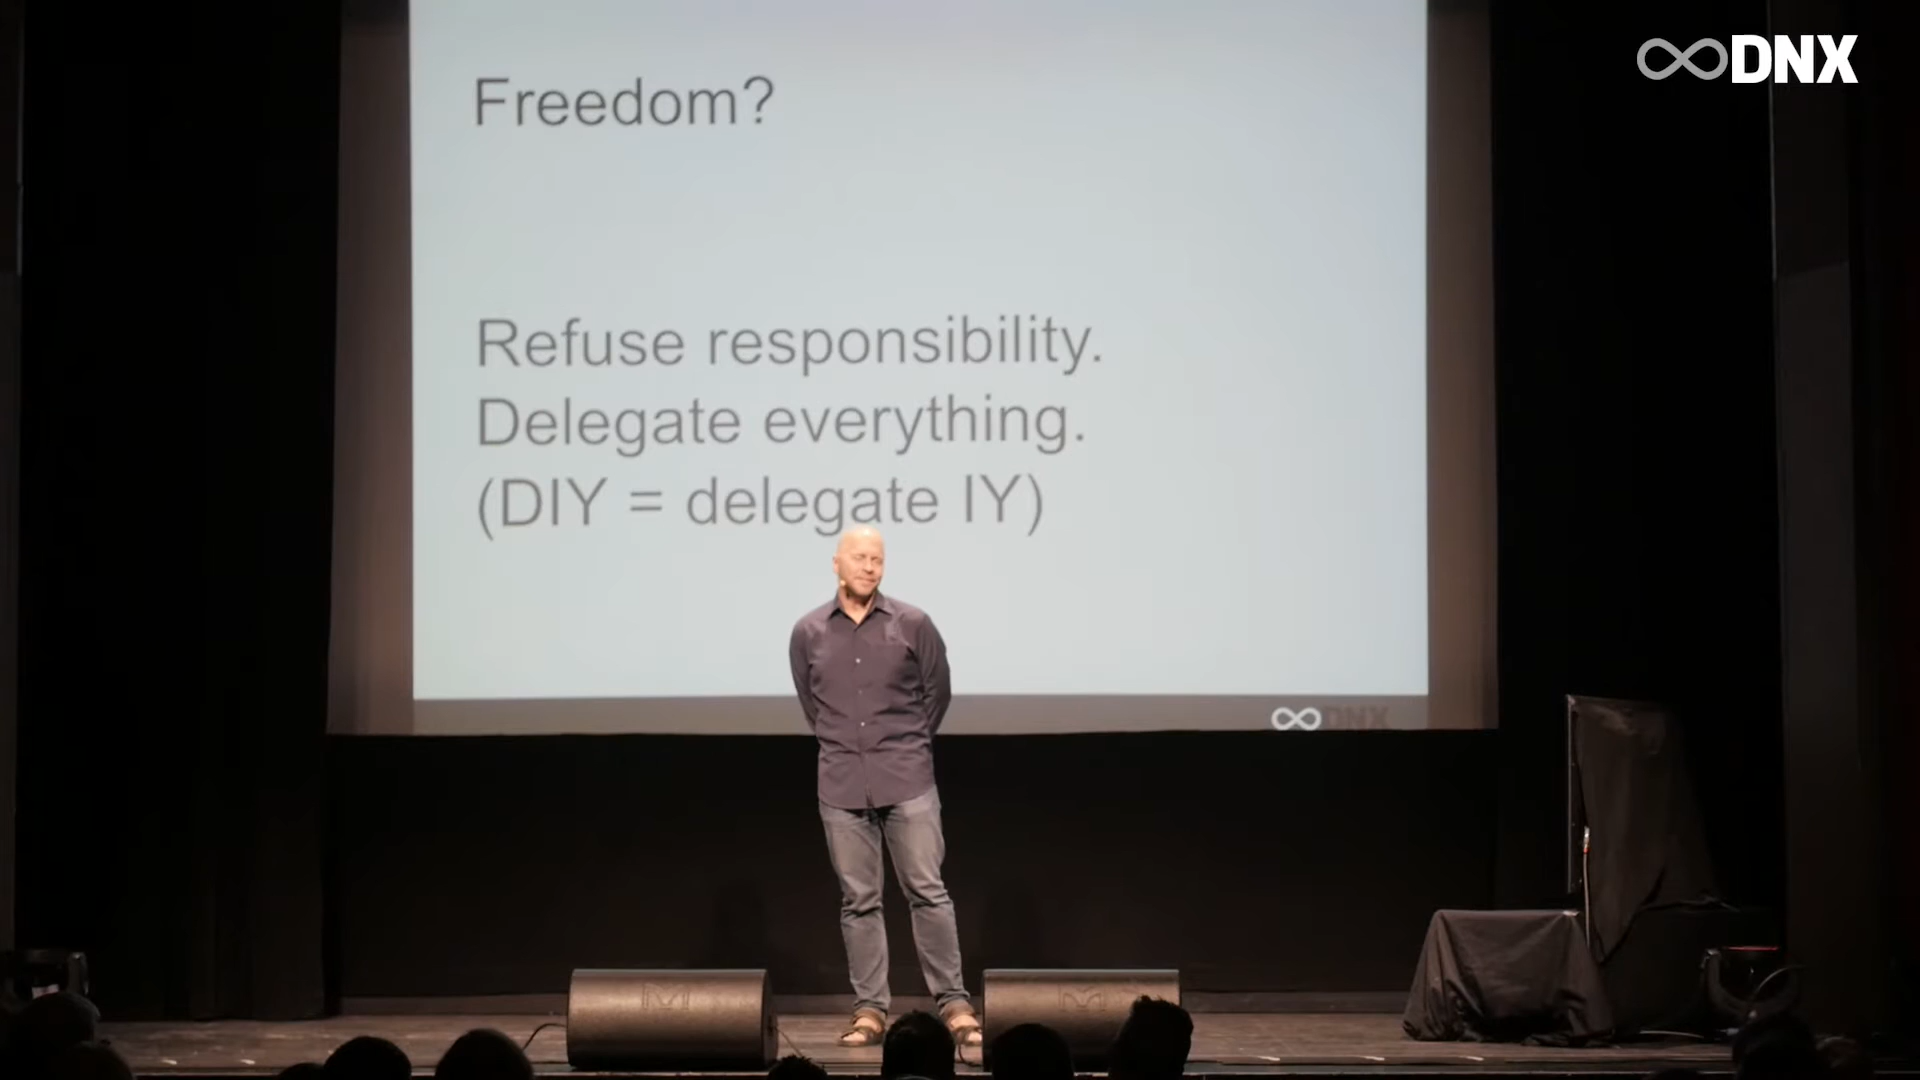 DNX
Freedom?
Refuse responsibility.
Delegate everything.
(DIY = delegate IY)
DNX